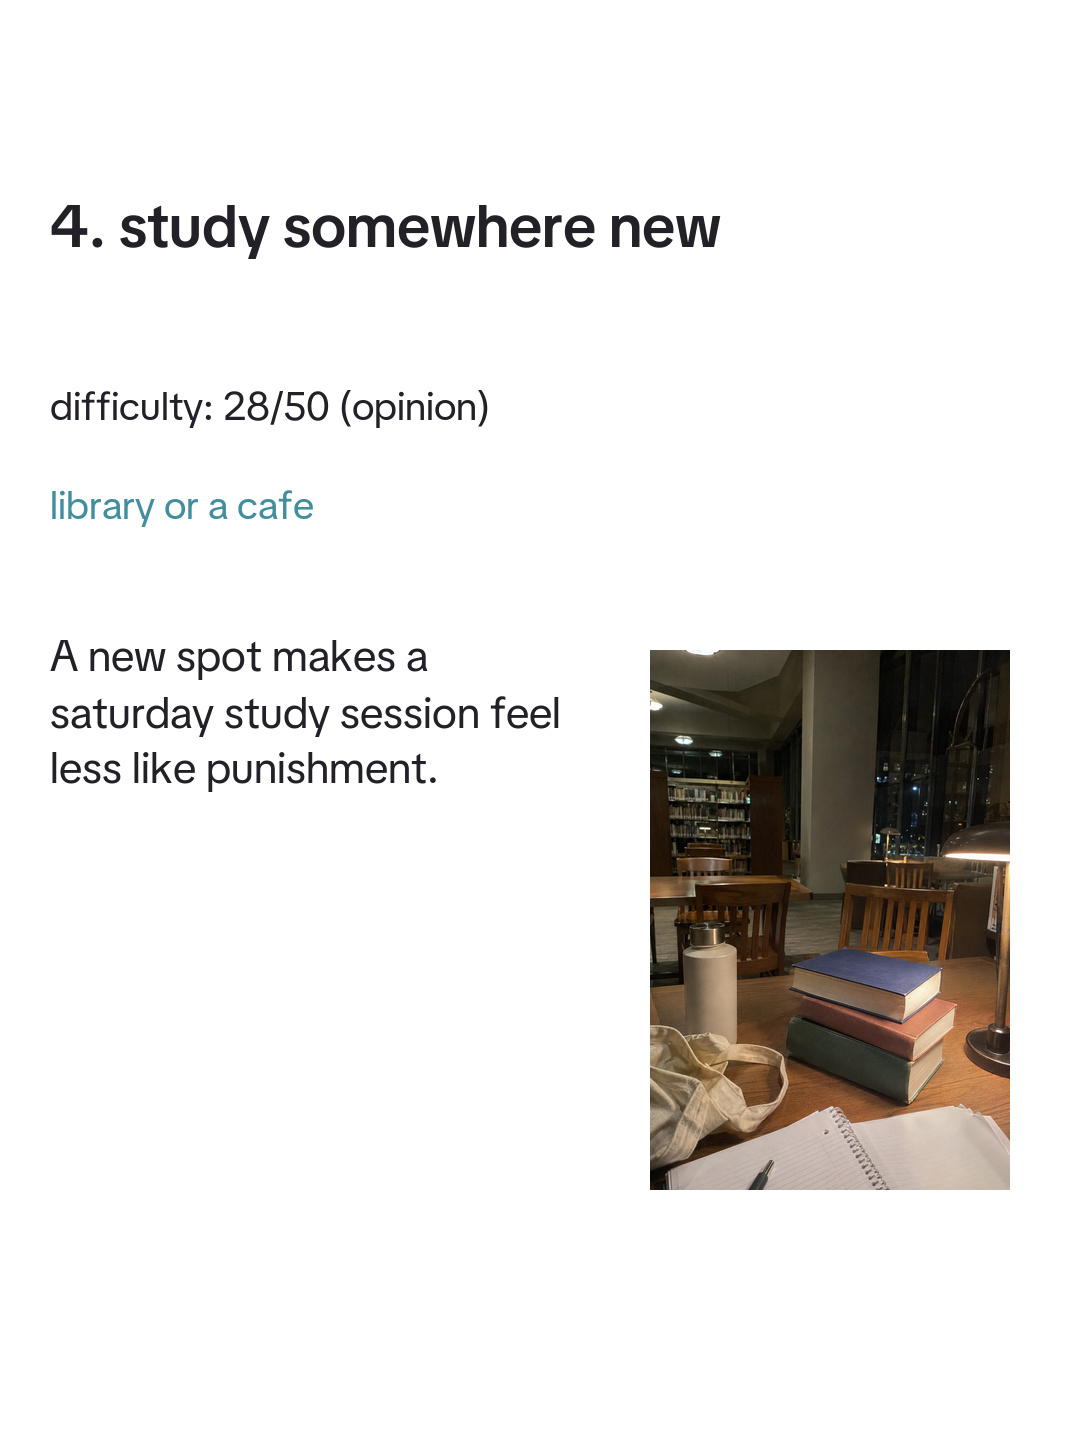 4. study somewhere new
difficulty: 28/50 (opinion)
library or a cafe
A new spot makes a
saturday study session feel
less like punishment.